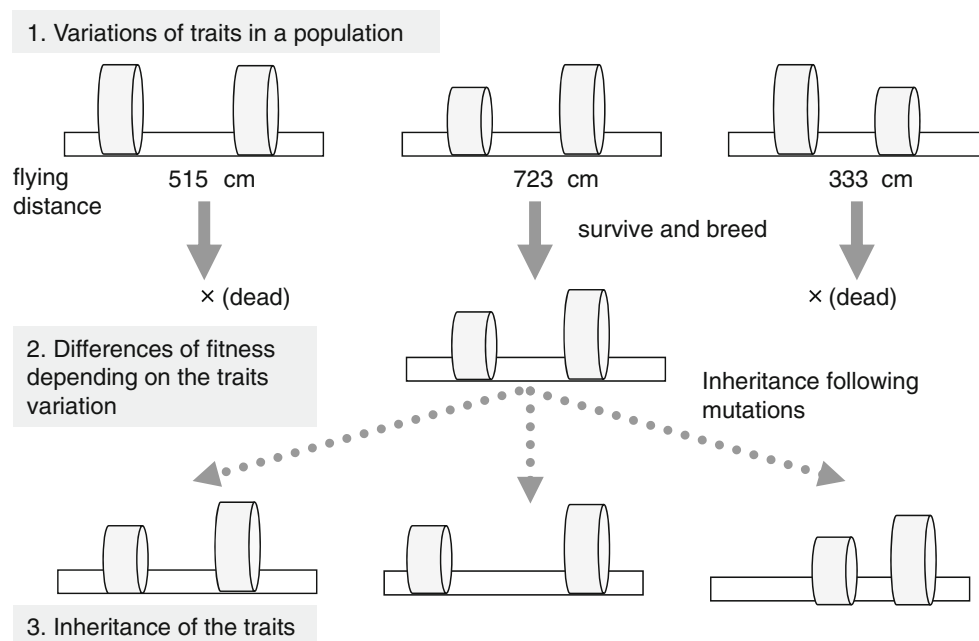 1. Variations of traits in a population
flying
distance
515 cm
723 cm
333 cm
survive and breed
× (dead)
× (dead)
2. Differences of fitness
depending on the traits
variation
Inheritance following
mutations
3. Inheritance of the traits